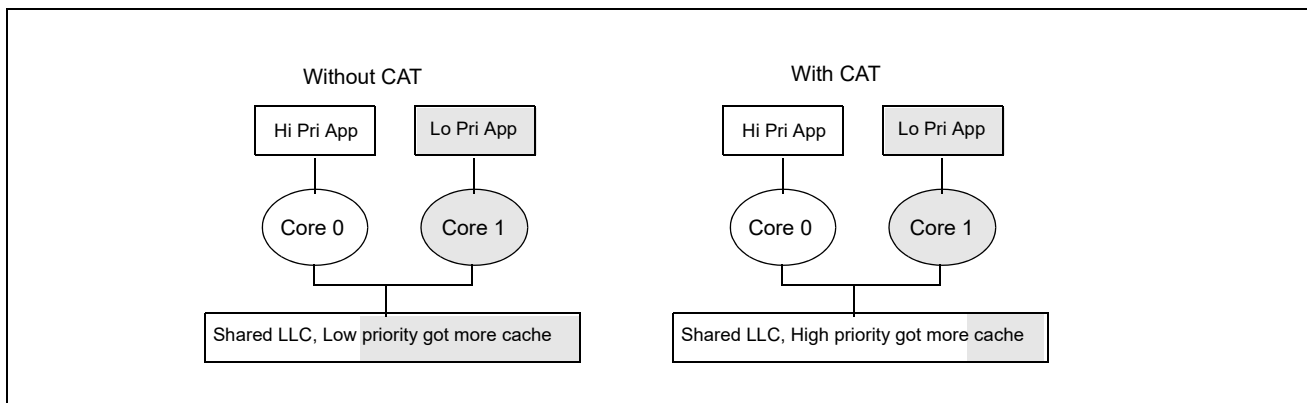 Without CAT
Hi Pri App
Lo Pri App
Core 0
Core 1
Shared LLC, Low priority got more cache
With CAT
Hi Pri App
Lo Pri App
Core 0
Core 1
Shared LLC, High priority got more cache